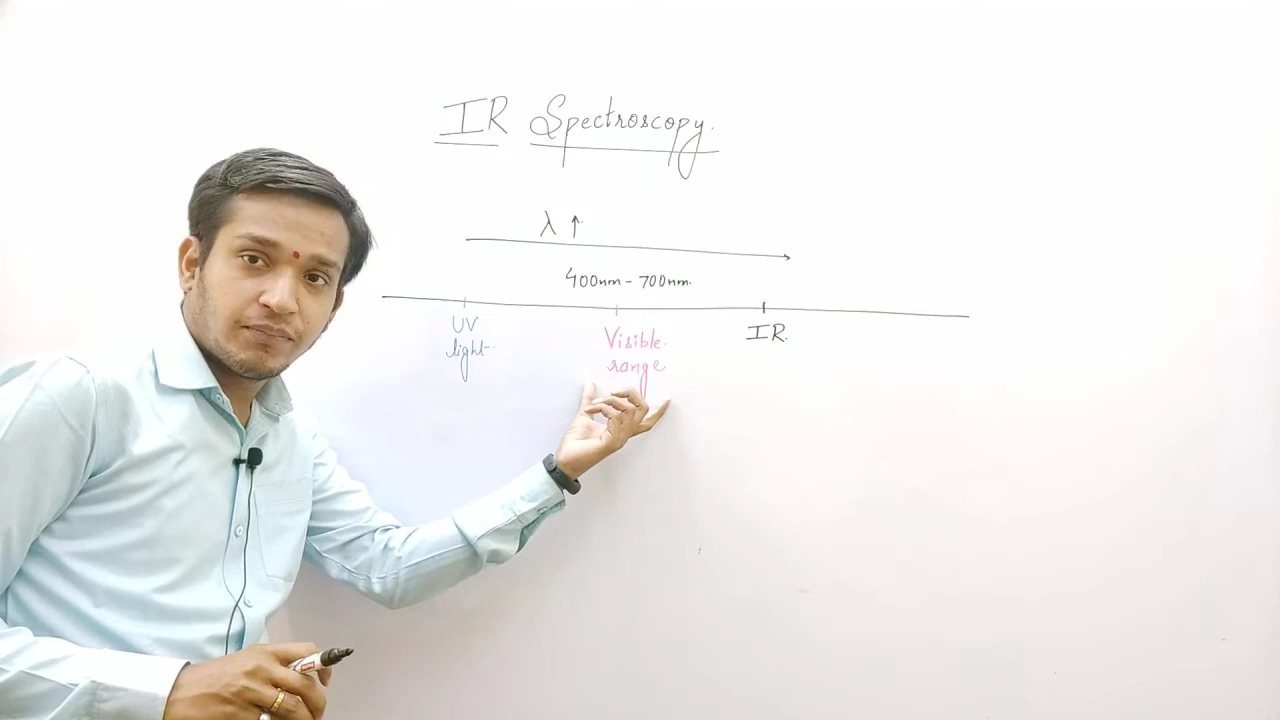 IR Spectroscopy.
λ ↑
400nm - 700nm.
UV
light.
Visible.
range
IR.